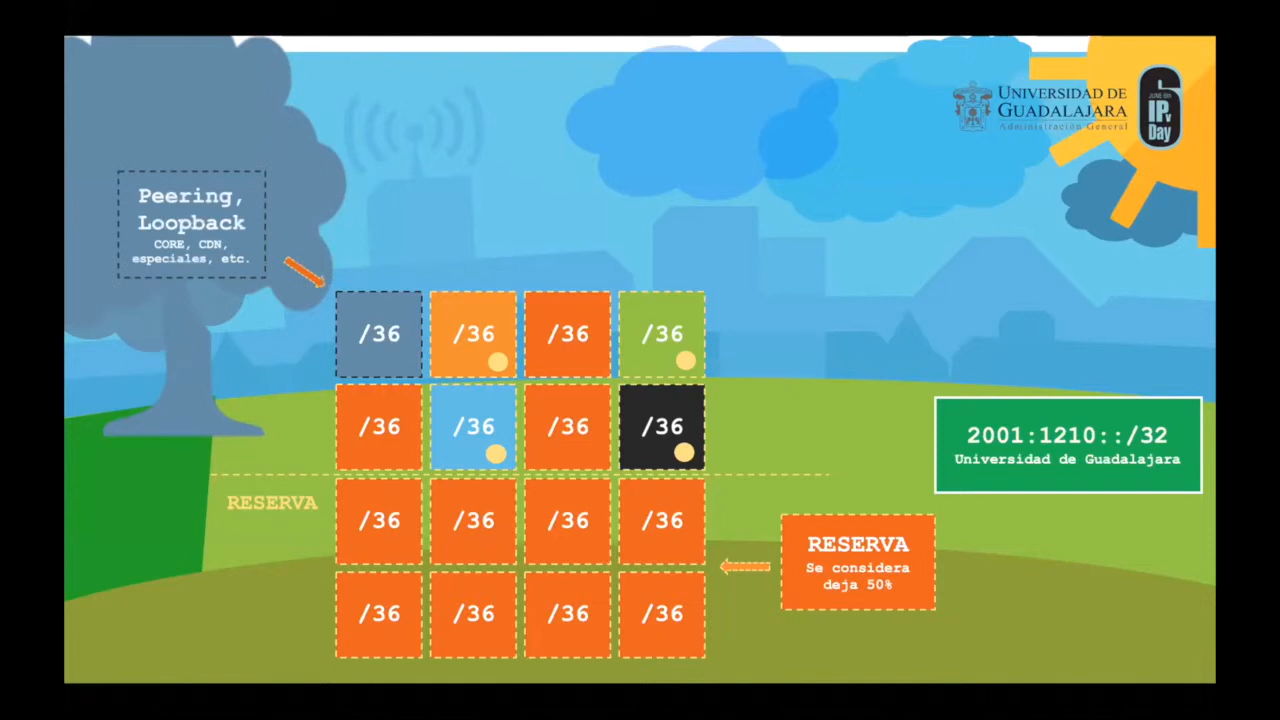 UNIVERSIDAD DE
GUADALAJARA
Administración General
JUNE 6TH
IPv
Day
Peering,
Loopback
CORE, CDN,
especiales, etc.
/36 /36 /36 /36
/36 /36 /36 /36
2001:1210::/32
Universidad de Guadalajara
RESERVA
/36 /36 /36 /36
RESERVA
Se considera
deja 50%
/36 /36 /36 /36